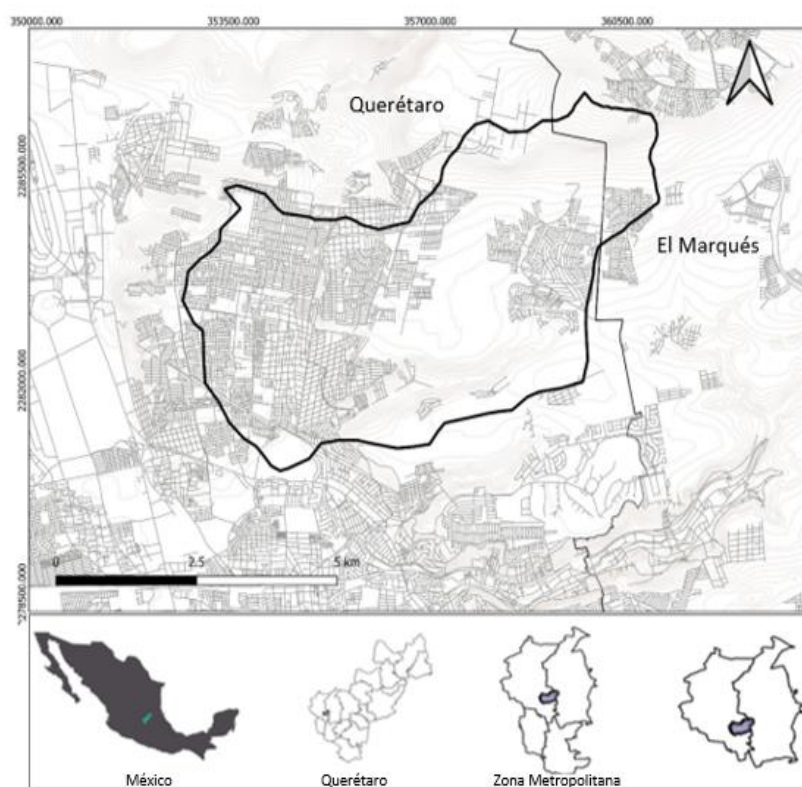 350000.000 353500.000 357000.000 360500.000
2285500.000
2282000.000
2278500.000
Querétaro
El Marqués
0 2.5 5 km
México Querétaro Zona Metropolitana